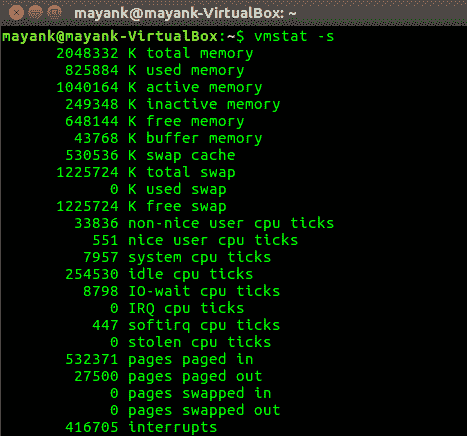 mayank@mayank-VirtualBox: ~
mayank@mayank-VirtualBox:~$ vmstat -s
2048332 K total memory
825884 K used memory
1040164 K active memory
249348 K inactive memory
648144 K free memory
43768 K buffer memory
530536 K swap cache
1225724 K total swap
0 K used swap
1225724 K free swap
33836 non-nice user cpu ticks
551 nice user cpu ticks
7957 system cpu ticks
254530 idle cpu ticks
8798 IO-wait cpu ticks
0 IRQ cpu ticks
447 softirq cpu ticks
0 stolen cpu ticks
532371 pages paged in
27500 pages paged out
0 pages swapped in
0 pages swapped out
416705 interrupts